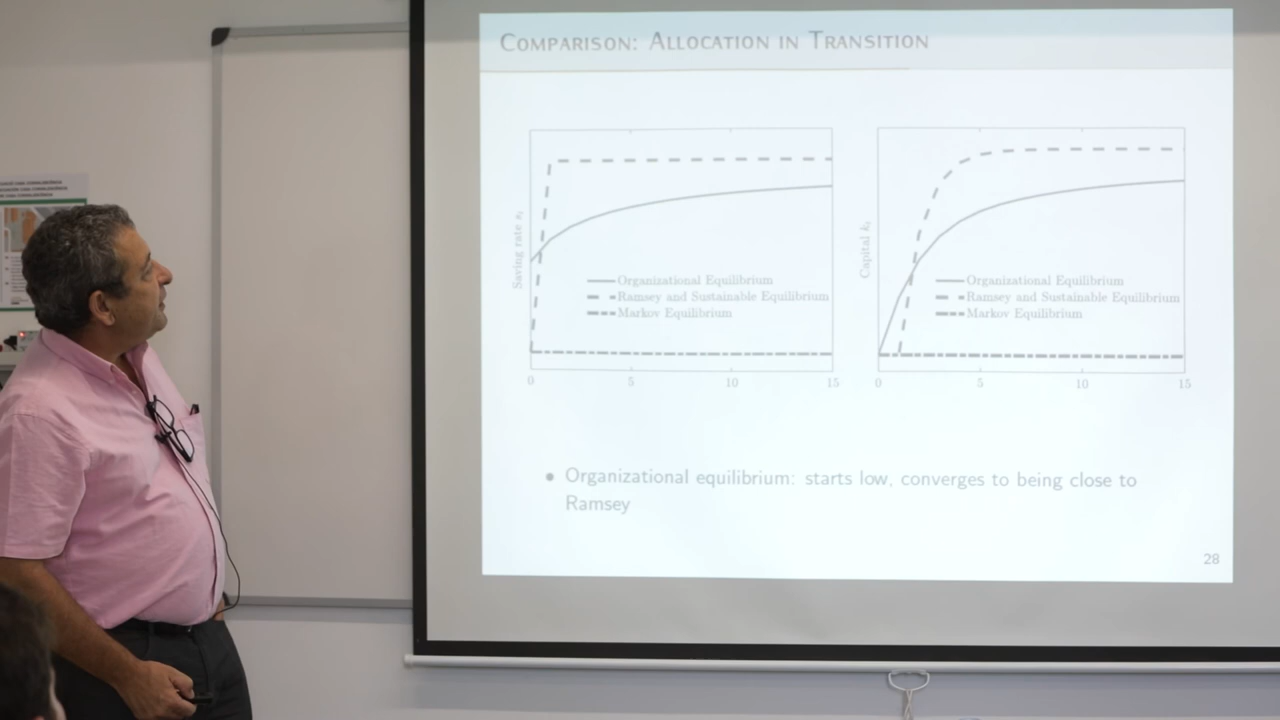 COMPARISON: ALLOCATION IN TRANSITION
Saving rate s_t
Organizational Equilibrium
Ramsey and Sustainable Equilibrium
Markov Equilibrium
0 5 10 15
Capital k_t
Organizational Equilibrium
Ramsey and Sustainable Equilibrium
Markov Equilibrium
0 5 10 15
• Organizational equilibrium: starts low, converges to being close to
Ramsey
28